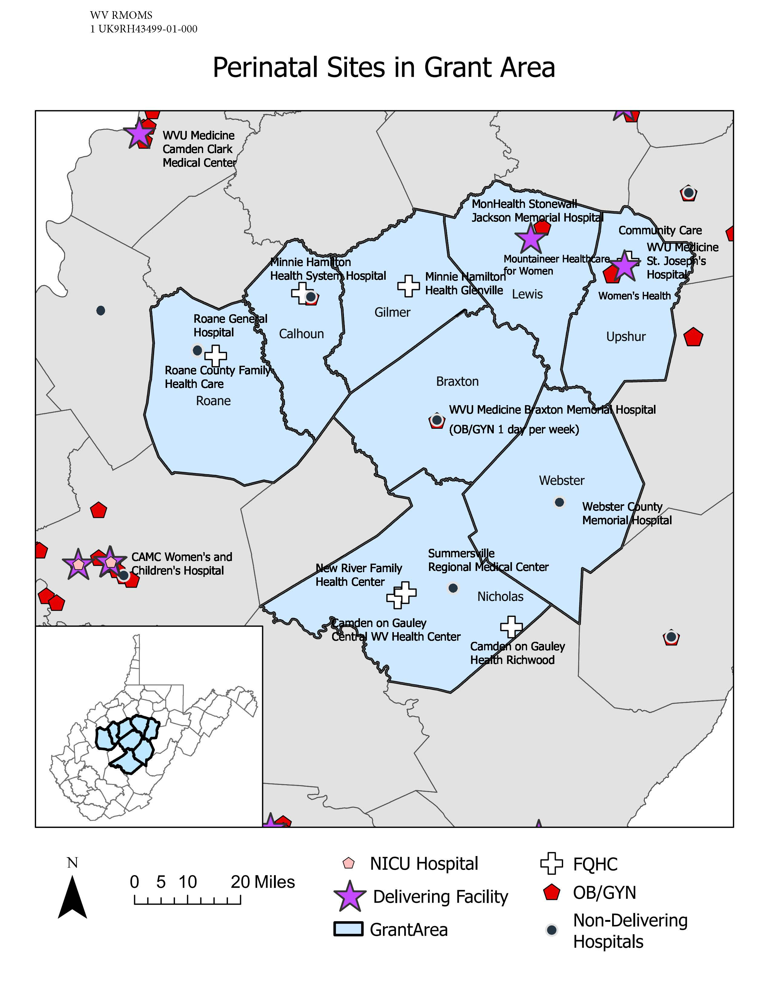 WV RMOMS
1 UK9RH43499-01-000
Perinatal Sites in Grant Area
WVU Medicine
Camden Clark
Medical Center
MonHealth Stonewall
Jackson Memorial Hospital
Community Care
WVU Medicine
St. Joseph's
Hospital
Mountaineer Healthcare
for Women
Minnie Hamilton
Health System Hospital
Minnie Hamilton
Health Glenville
Lewis
Women's Health
Gilmer
Roane General
Hospital
Calhoun
Upshur
Roane County Family
Health Care
Braxton
Roane
WVU Medicine Braxton Memorial Hospital
(OB/GYN 1 day per week)
Webster
Webster County
Memorial Hospital
CAMC Women's and
Children's Hospital
Summersville
Regional Medical Center
New River Family
Health Center
Nicholas
Camden on Gauley
Central WV Health Center
Camden on Gauley
Health Richwood
N
0 5 10 20 Miles
NICU Hospital
Delivering Facility
GrantArea
FQHC
OB/GYN
Non-Delivering
Hospitals